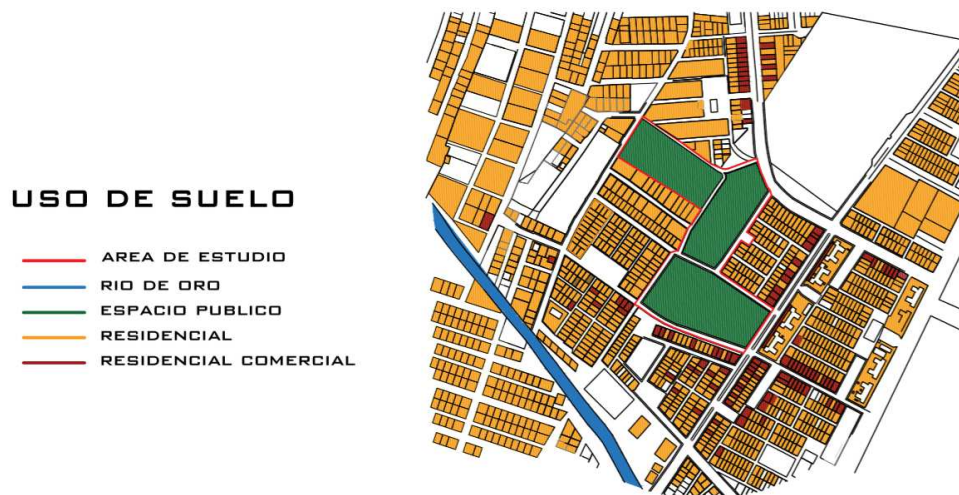 USO DE SUELO
AREA DE ESTUDIO
RIO DE ORO
ESPACIO PUBLICO
RESIDENCIAL
RESIDENCIAL COMERCIAL